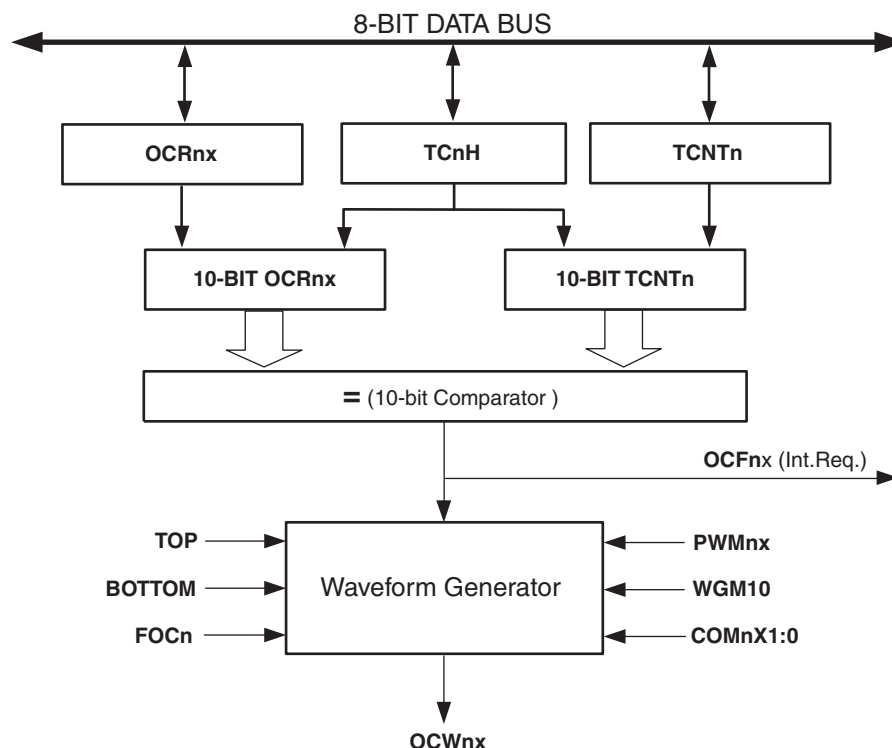 8-BIT DATA BUS
OCRnx
TCnH
TCNTn
10-BIT OCRnx
10-BIT TCNTn
= (10-bit Comparator )
OCFnx (Int.Req.)
TOP
BOTTOM
FOCn
Waveform Generator
PWMnx
WGM10
COMnX1:0
OCWnx